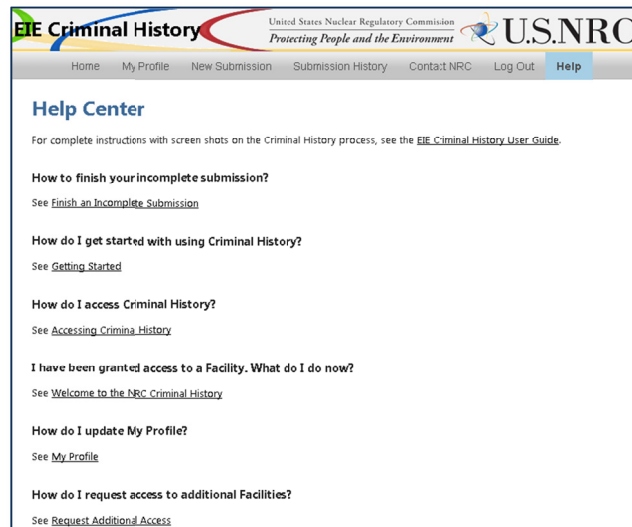 EIE Criminal History
United States Nuclear Regulatory Commission
Protecting People and the Environment
U.S.NRC
Home My Profile New Submission Submission History Contact NRC Log Out Help
Help Center
For complete instructions with screen shots on the Criminal History process, see the EIE Criminal History User Guide.
How to finish your incomplete submission?
See Finish an Incomplete Submission
How do I get started with using Criminal History?
See Getting Started
How do I access Criminal History?
See Accessing Criminal History
I have been granted access to a Facility. What do I do now?
See Welcome to the NRC Criminal History
How do I update My Profile?
See My Profile
How do I request access to additional Facilities?
See Request Additional Access